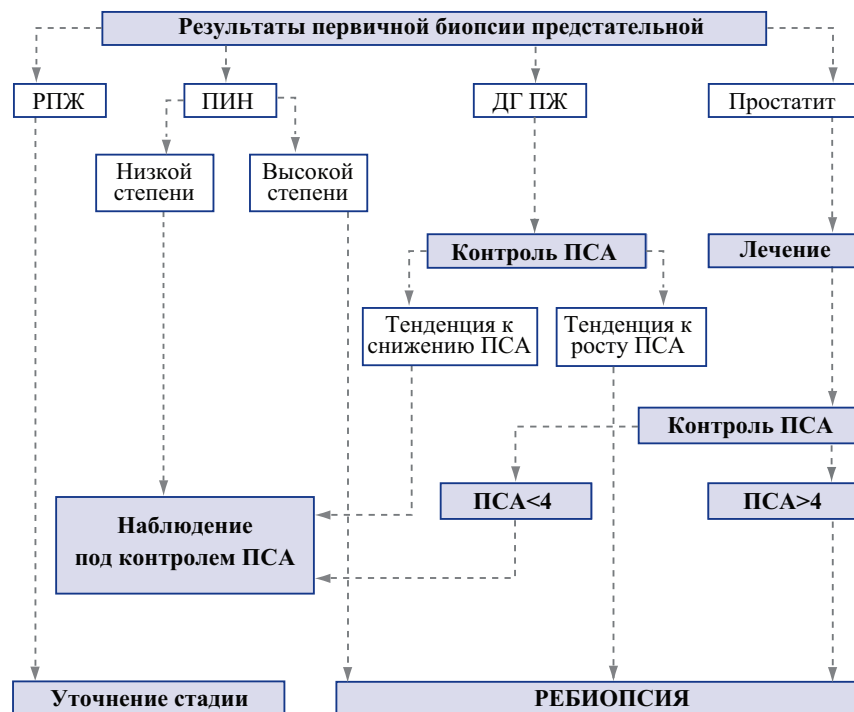 Результаты первичной биопсии предстательной
РПЖ
ПИН
ДГ ПЖ
Простатит
Низкой
степени
Высокой
степени
Контроль ПСА
Лечение
Тенденция к
снижению ПСА
Тенденция к
росту ПСА
Контроль ПСА
ПСА<4
ПСА>4
Наблюдение
под контролем ПСА
Уточнение стадии
РЕБИОПСИЯ